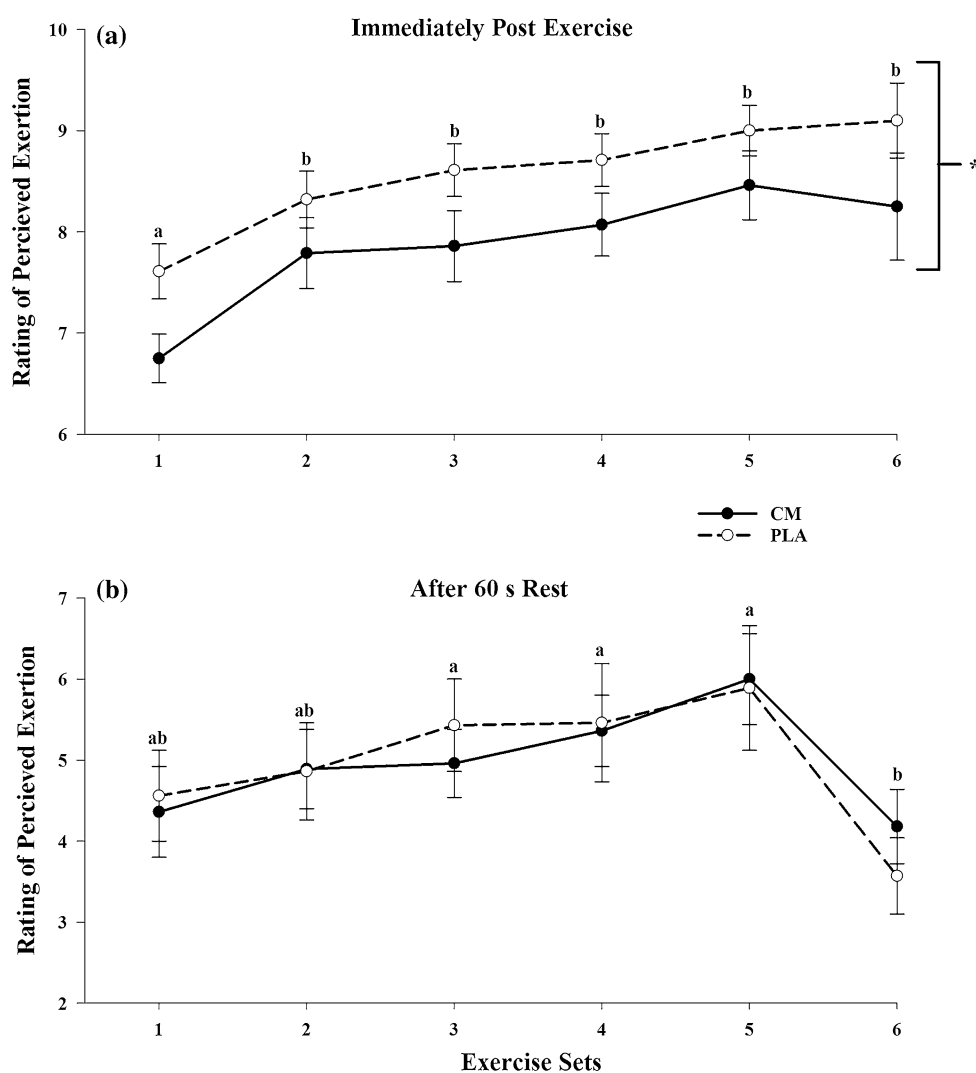 (a) Immediately Post Exercise
Rating of Percieved Exertion
10
9
8
7
6
a
b
b
b
b
b
*
1 2 3 4 5 6
CM
PLA
(b) After 60 s Rest
Rating of Percieved Exertion
7
6
5
4
3
2
ab
ab
a
a
a
b
1 2 3 4 5 6
Exercise Sets